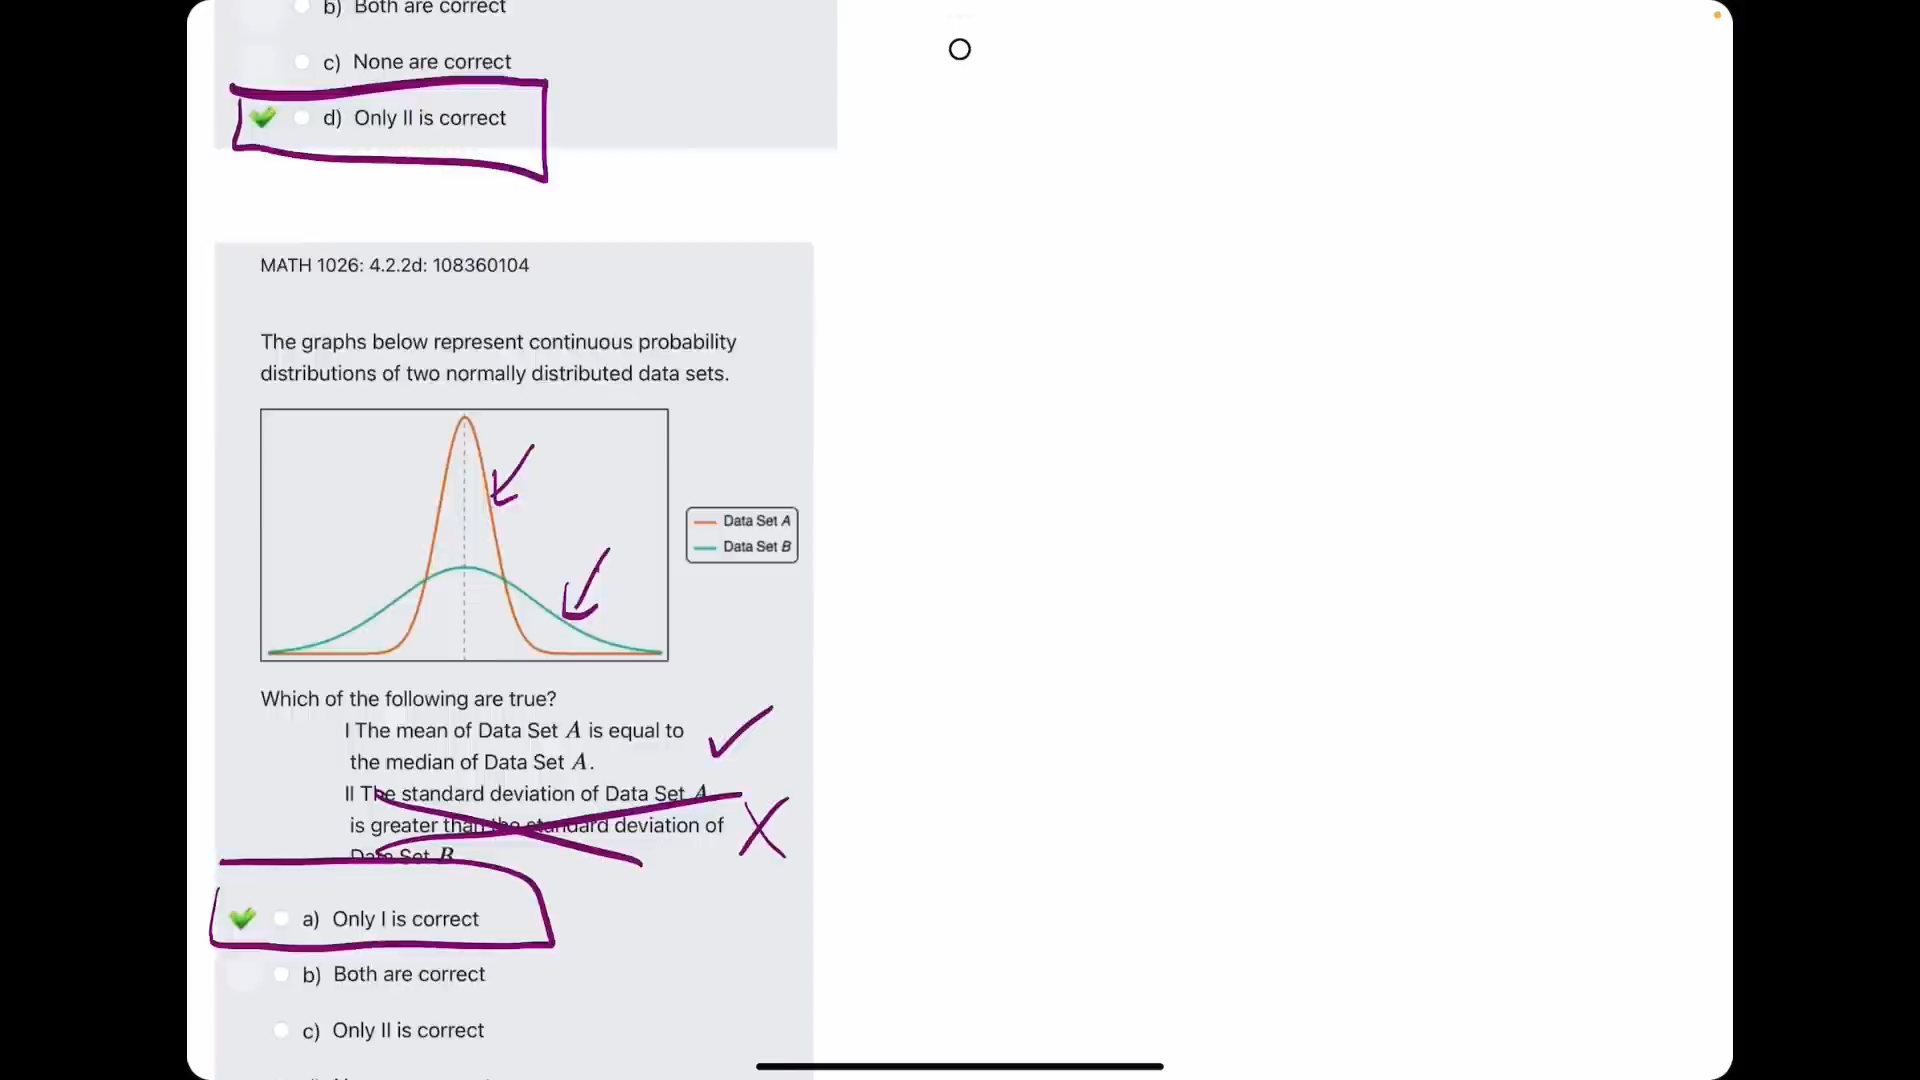 b) Both are correct
c) None are correct
d) Only II is correct
MATH 1026: 4.2.2d: 108360104
The graphs below represent continuous probability
distributions of two normally distributed data sets.
Data Set A
Data Set B
Which of the following are true?
I The mean of Data Set A is equal to
the median of Data Set A.
II The standard deviation of Data Set A
is greater than the standard deviation of
Data Set B
a) Only I is correct
b) Both are correct
c) Only II is correct